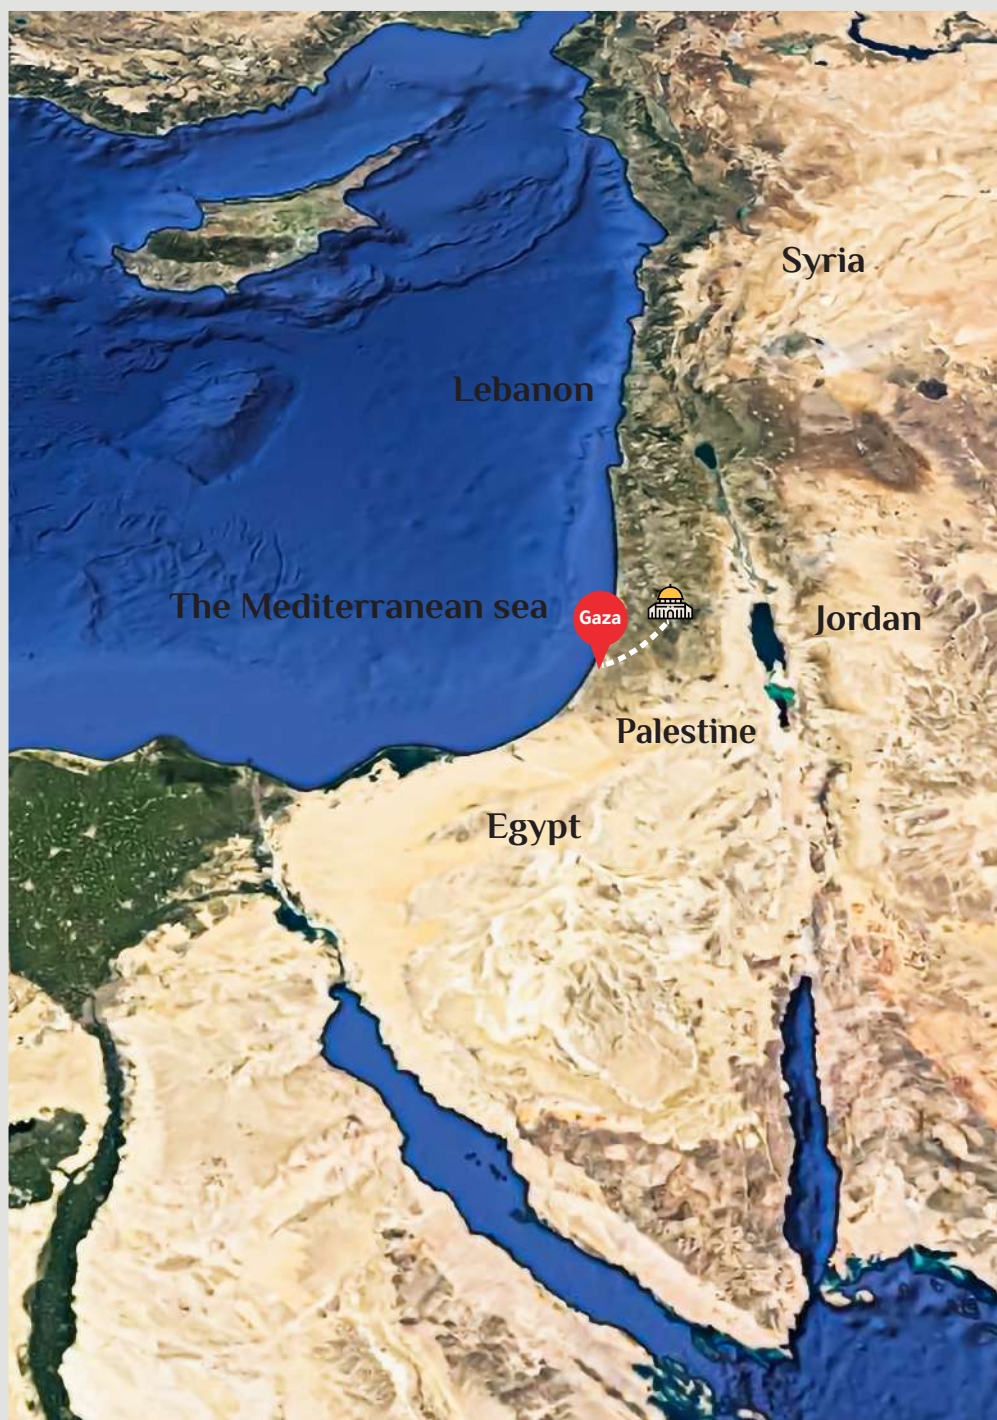 Syria
Lebanon
The Mediterranean sea
Gaza
Jordan
Palestine
Egypt